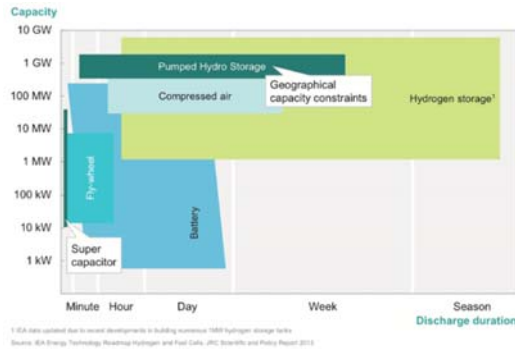 Capacity
10 GW
1 GW
100 MW
10 MW
1 MW
100 kW
10 kW
1 kW
Pumped Hydro Storage
Compressed air
Geographical
capacity constraints
Hydrogen storage¹
Fly-wheel
Battery
Super
capacitor
Minute Hour Day Week Season
Discharge duration
1 IEA data updated due to recent developments in building numerous 1MW hydrogen storage tanks
Source: IEA Energy Technology Roadmap Hydrogen and Fuel Cells, JRC Scientific and Policy Report 2013